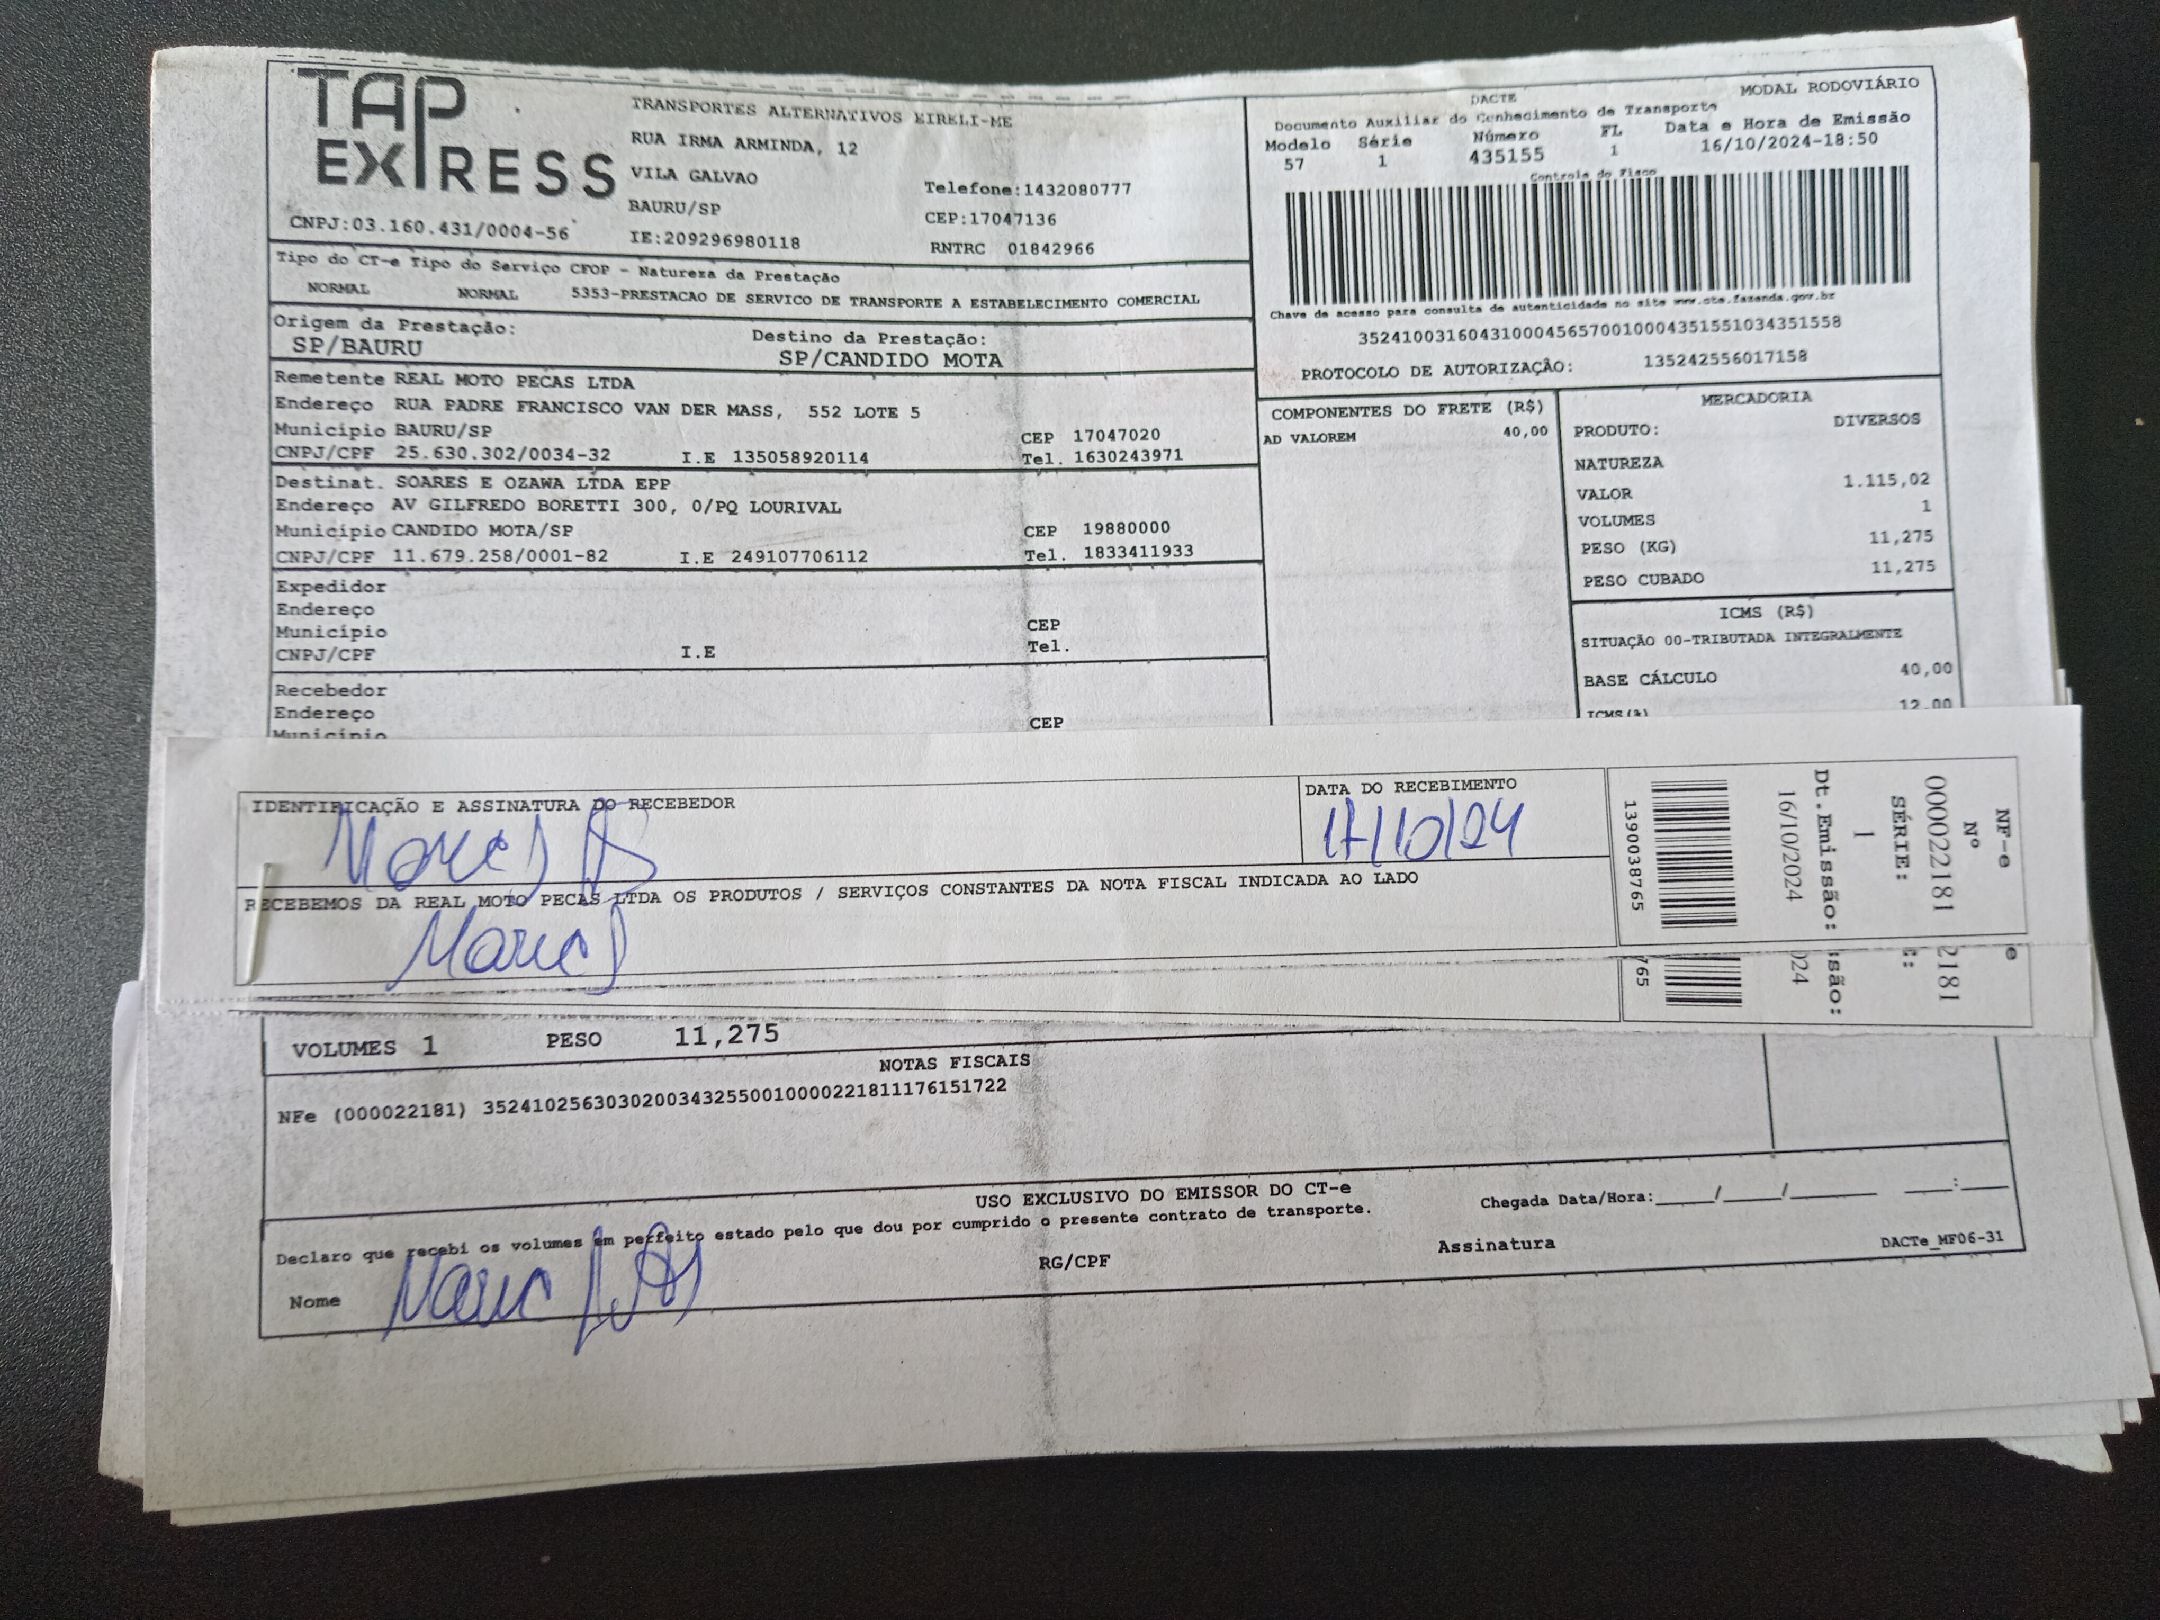 TAP EXPRESS
CNPJ:03.160.431/0004-56
TRANSPORTES ALTERNATIVOS EIRELI-ME
RUA IRMA ARMINDA, 12
VILA GALVAO
BAURU/SP
IE:209296980118
Telefone:1432080777
CEP:17047136
RNTRC 01842966
DACTE
MODAL RODOVIÁRIO
Documento Auxiliar do Conhecimento de Transporte
Modelo Série Número FL Data e Hora de Emissão
57 1 435155 1 16/10/2024-18:50
Controle do Fisco
Chave de acesso para consulta de autenticidade no site www.cte.fazenda.gov.br
35241003160431000456570010004351551034351558
PROTOCOLO DE AUTORIZAÇÃO: 135242556017158
Tipo do CT-e Tipo do Serviço CFOP - Natureza da Prestação
NORMAL NORMAL 5353-PRESTACAO DE SERVICO DE TRANSPORTE A ESTABELECIMENTO COMERCIAL
Origem da Prestação: Destino da Prestação:
SP/BAURU SP/CANDIDO MOTA
Remetente REAL MOTO PECAS LTDA
Endereço RUA PADRE FRANCISCO VAN DER MASS, 552 LOTE 5
Município BAURU/SP CEP 17047020
CNPJ/CPF 25.630.302/0034-32 I.E 135058920114 Tel. 1630243971
Destinat. SOARES E OZAWA LTDA EPP
Endereço AV GILFREDO BORETTI 300, 0/PQ LOURIVAL
Município CANDIDO MOTA/SP CEP 19880000
CNPJ/CPF 11.679.258/0001-82 I.E 249107706112 Tel. 1833411933
Expedidor
Endereço
Município CEP
CNPJ/CPF I.E Tel.
Recebedor
Endereço CEP
Município
COMPONENTES DO FRETE (R$)
AD VALOREM 40,00
MERCADORIA
PRODUTO: DIVERSOS
NATUREZA
VALOR 1.115,02
VOLUMES 1
PESO (KG) 11,275
PESO CUBADO 11,275
ICMS (R$)
SITUAÇÃO 00-TRIBUTADA INTEGRALMENTE
BASE CÁLCULO 40,00
ICMS(%) 12,00
IDENTIFICAÇÃO E ASSINATURA DO RECEBEDOR
DATA DO RECEBIMENTO
17/10/24
RECEBEMOS DA REAL MOTO PECAS LTDA OS PRODUTOS / SERVIÇOS CONSTANTES DA NOTA FISCAL INDICADA AO LADO
NF-e
Nº
000022181
SÉRIE:
1
Dt.Emissão:
16/10/2024
1390038765
e
2181
E:
ssão:
024
765
VOLUMES 1 PESO 11,275
NOTAS FISCAIS
NFe (000022181) 35241025630302003432550010000221811176151722
USO EXCLUSIVO DO EMISSOR DO CT-e
Declaro que recebi os volumes em perfeito estado pelo que dou por cumprido o presente contrato de transporte.
Chegada Data/Hora:_____/_____/_______ ____:____
Nome RG/CPF Assinatura
DACTe_MF06-31